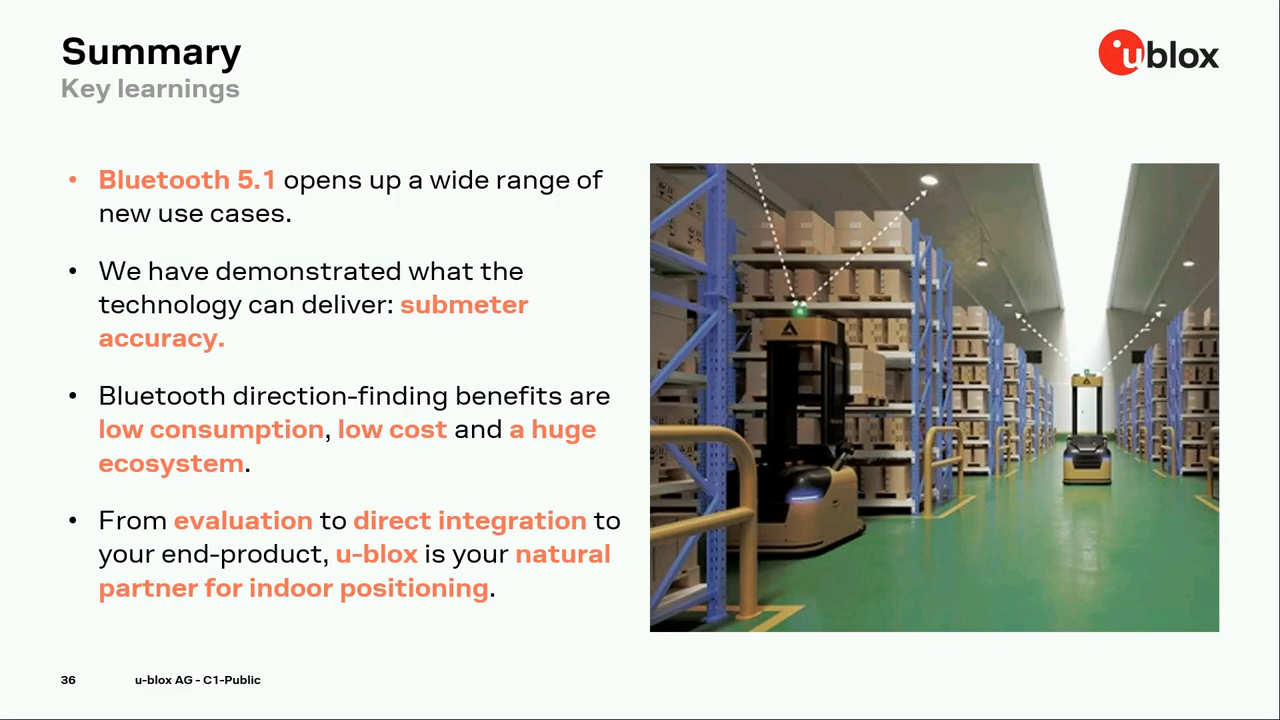 Summary
Key learnings
ublox
• Bluetooth 5.1 opens up a wide range of
new use cases.
• We have demonstrated what the
technology can deliver: submeter
accuracy.
• Bluetooth direction-finding benefits are
low consumption, low cost and a huge
ecosystem.
• From evaluation to direct integration to
your end-product, u-blox is your natural
partner for indoor positioning.
36
u-blox AG - C1-Public